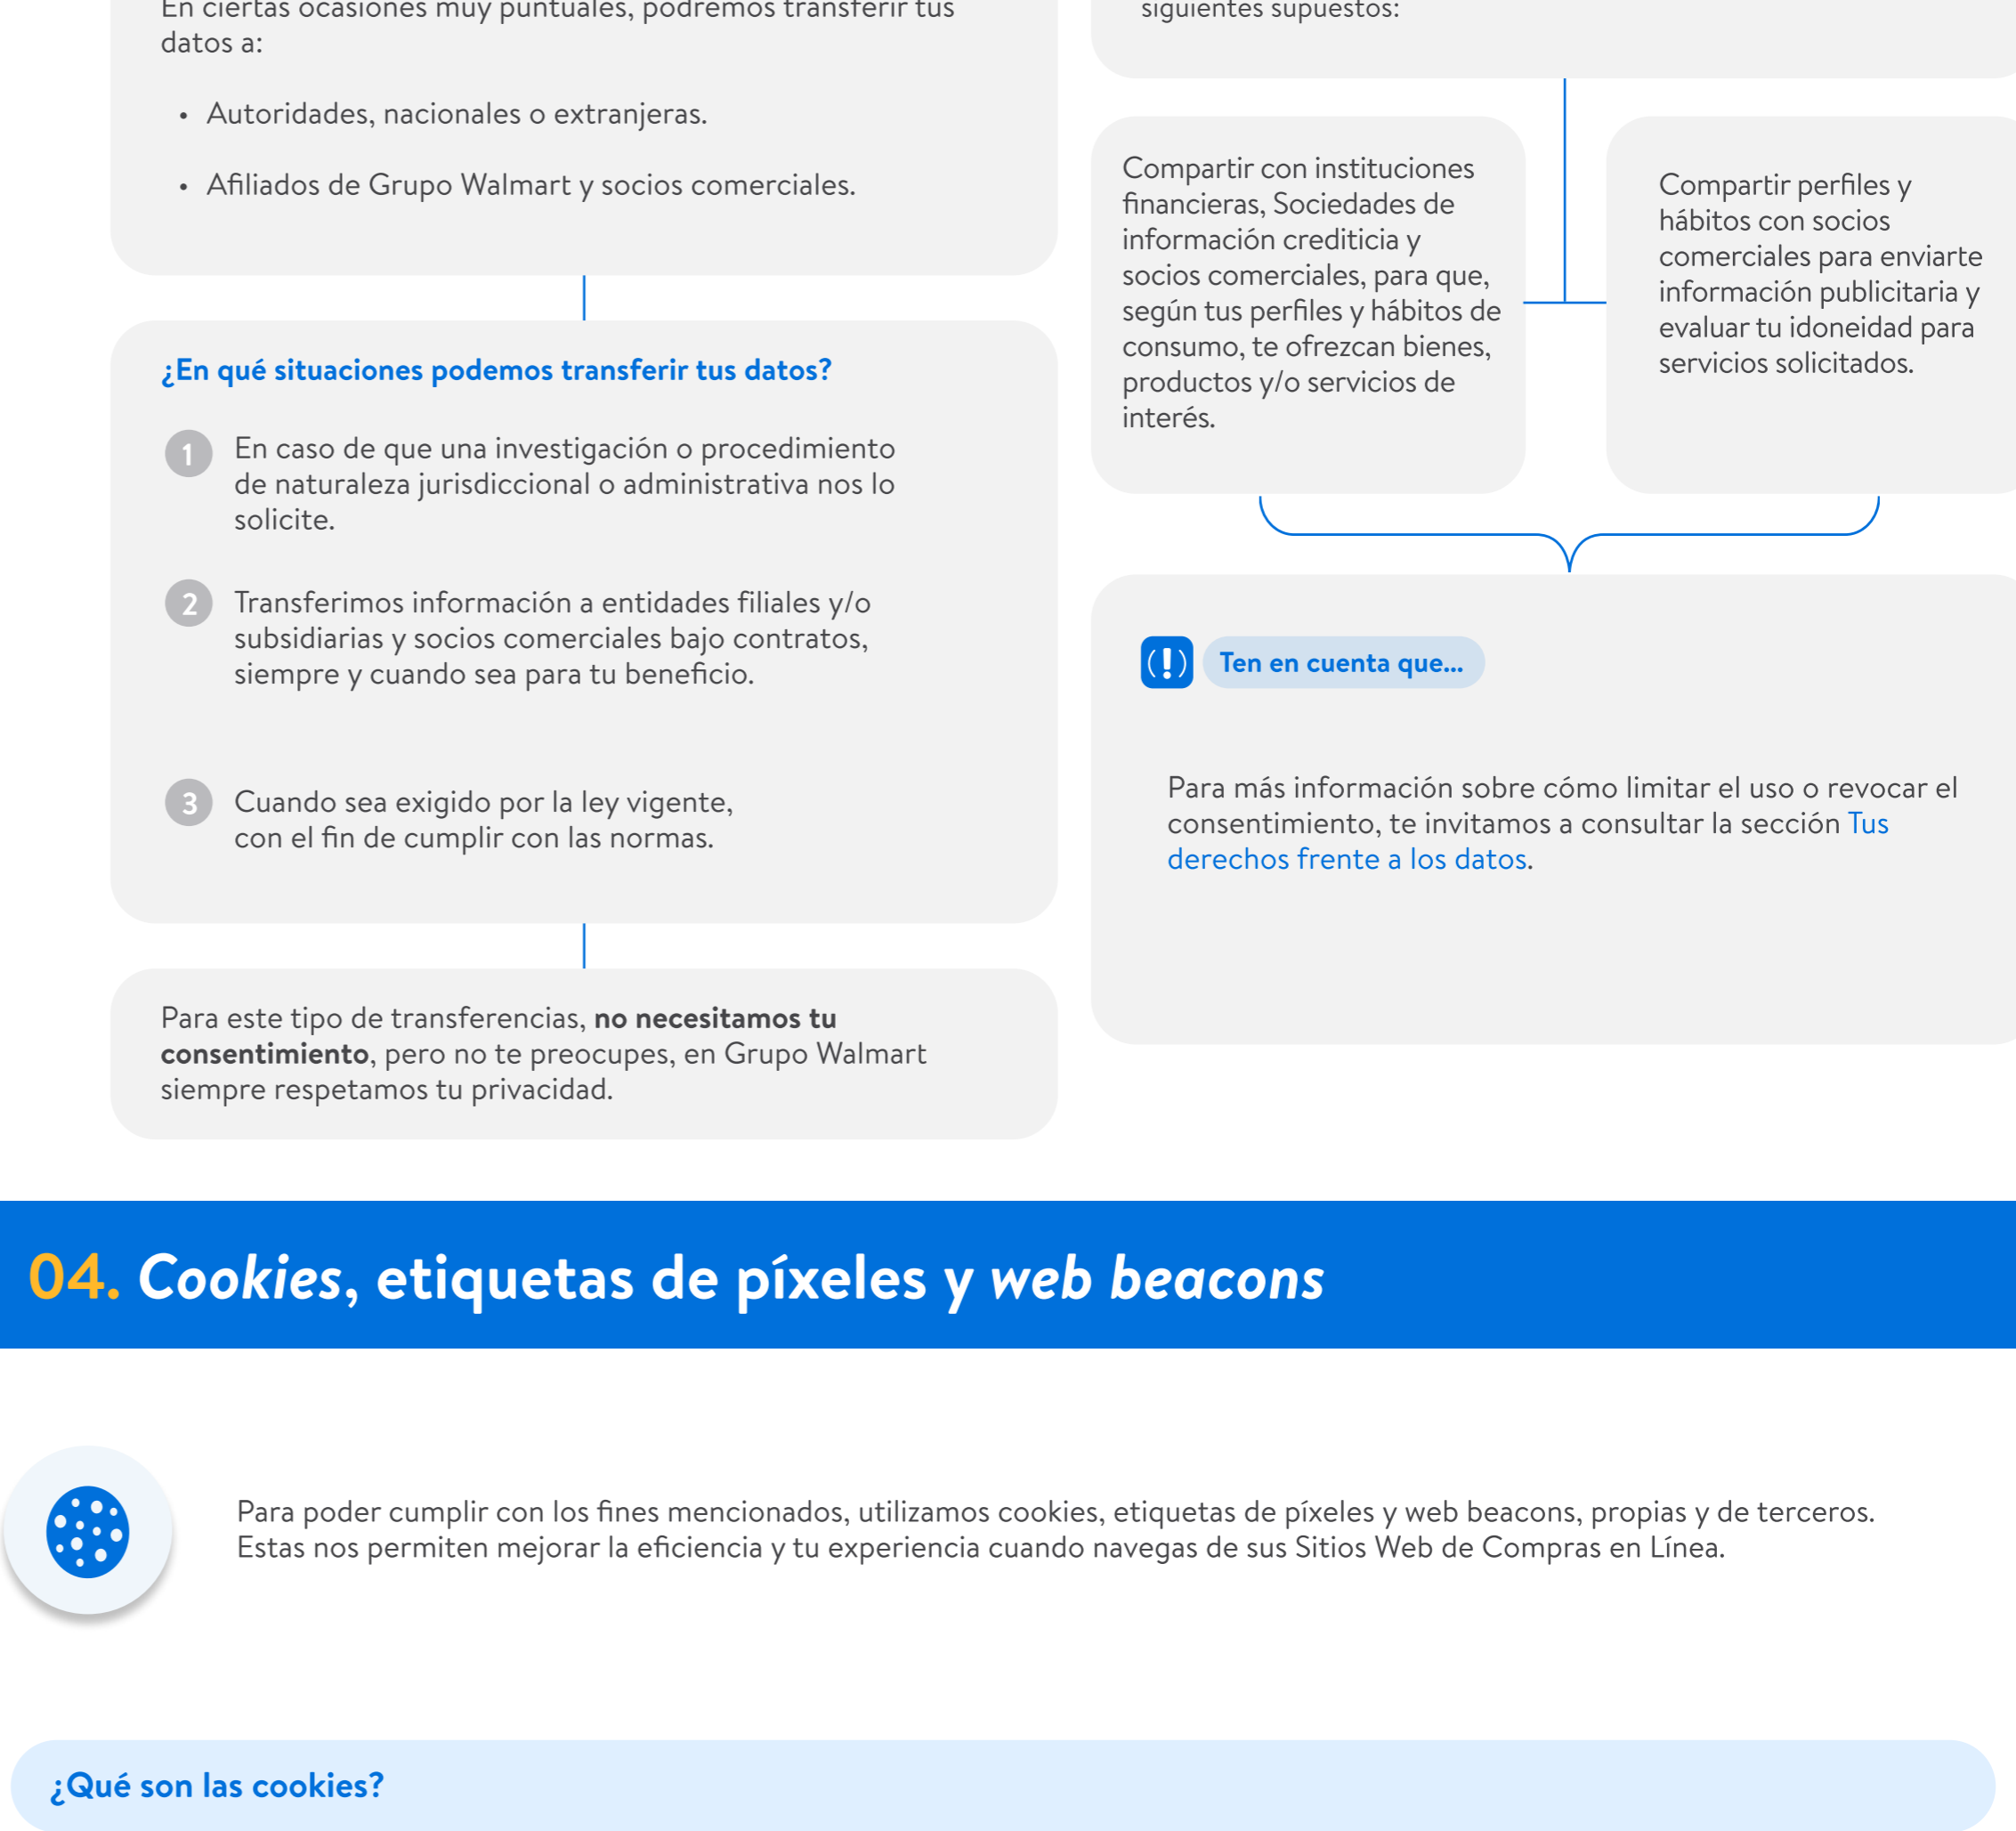 En ciertas ocasiones muy puntuales, podremos transferir tus
datos a:
• Autoridades, nacionales o extranjeras.
• Afiliados de Grupo Walmart y socios comerciales.
¿En qué situaciones podemos transferir tus datos?
1 En caso de que una investigación o procedimiento
de naturaleza jurisdiccional o administrativa nos lo
solicite.
2 Transferimos información a entidades filiales y/o
subsidiarias y socios comerciales bajo contratos,
siempre y cuando sea para tu beneficio.
3 Cuando sea exigido por la ley vigente,
con el fin de cumplir con las normas.
Para este tipo de transferencias, no necesitamos tu
consentimiento, pero no te preocupes, en Grupo Walmart
siempre respetamos tu privacidad.
siguientes supuestos:
Compartir con instituciones
financieras, Sociedades de
información crediticia y
socios comerciales, para que,
según tus perfiles y hábitos de
consumo, te ofrezcan bienes,
productos y/o servicios de
interés.
Compartir perfiles y
hábitos con socios
comerciales para enviarte
información publicitaria y
evaluar tu idoneidad para
servicios solicitados.
(!) Ten en cuenta que...
Para más información sobre cómo limitar el uso o revocar el
consentimiento, te invitamos a consultar la sección Tus
derechos frente a los datos.
04. Cookies, etiquetas de píxeles y web beacons
Para poder cumplir con los fines mencionados, utilizamos cookies, etiquetas de píxeles y web beacons, propias y de terceros.
Estas nos permiten mejorar la eficiencia y tu experiencia cuando navegas de sus Sitios Web de Compras en Línea.
¿Qué son las cookies?